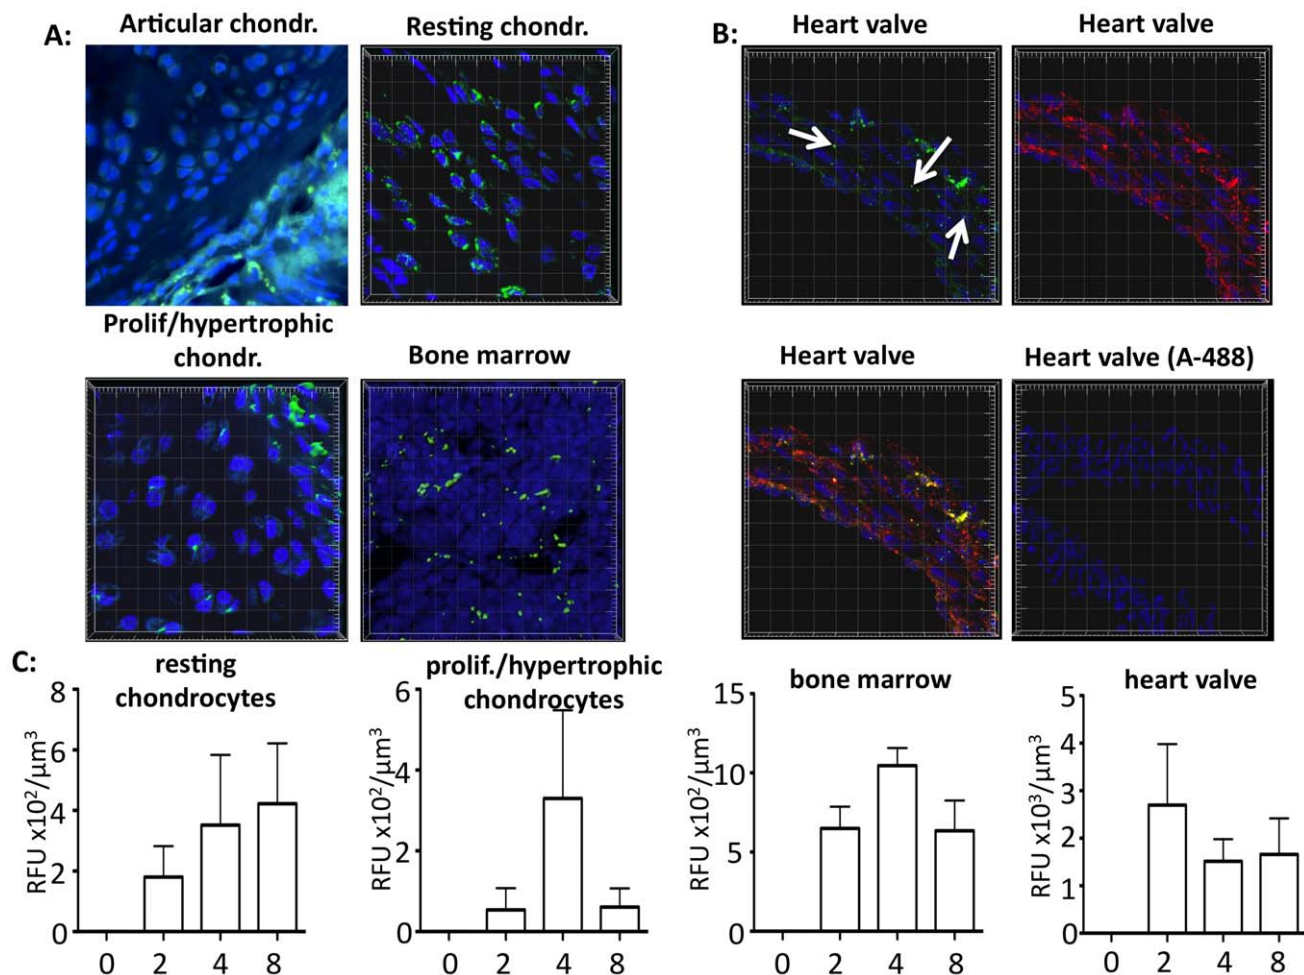 A:
Articular chondr.
Resting chondr.
B:
Heart valve
Heart valve
Prolif/hypertrophic
chondr.
Bone marrow
Heart valve
Heart valve (A-488)
C:
resting
chondrocytes
RFU x10²/µm³
8
6
4
2
0
0 2 4 8
prolif./hypertrophic
chondrocytes
RFU x10²/µm³
6
4
2
0
0 2 4 8
bone marrow
RFU x10²/µm³
15
10
5
0
0 2 4 8
heart valve
RFU x10³/µm³
5
4
3
2
1
0
0 2 4 8